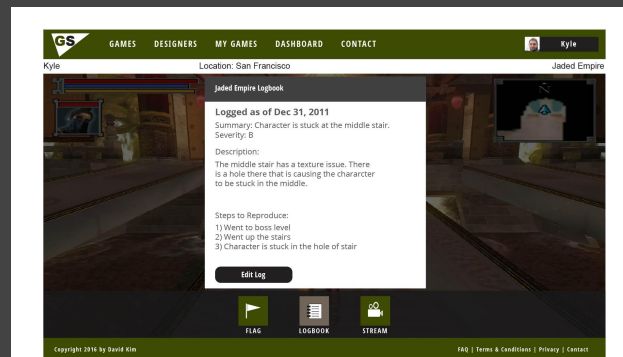 GS GAMES DESIGNERS MY GAMES DASHBOARD CONTACT Kyle
Kyle Location: San Francisco Jaded Empire
Jaded Empire Logbook
N
Logged as of Dec 31, 2011
Summary: Character is stuck at the middle stair.
Severity: B
Description:
The middle stair has a texture issue. There
is a hole there that is causing the chararcter
to be stuck in the middle.
Steps to Reproduce:
1) Went to boss level
2) Went up the stairs
3) Character is stuck in the hole of stair
Edit Log
FLAG LOGBOOK STREAM
Copyright 2016 by David Kim FAQ | Terms & Conditions | Privacy | Contact